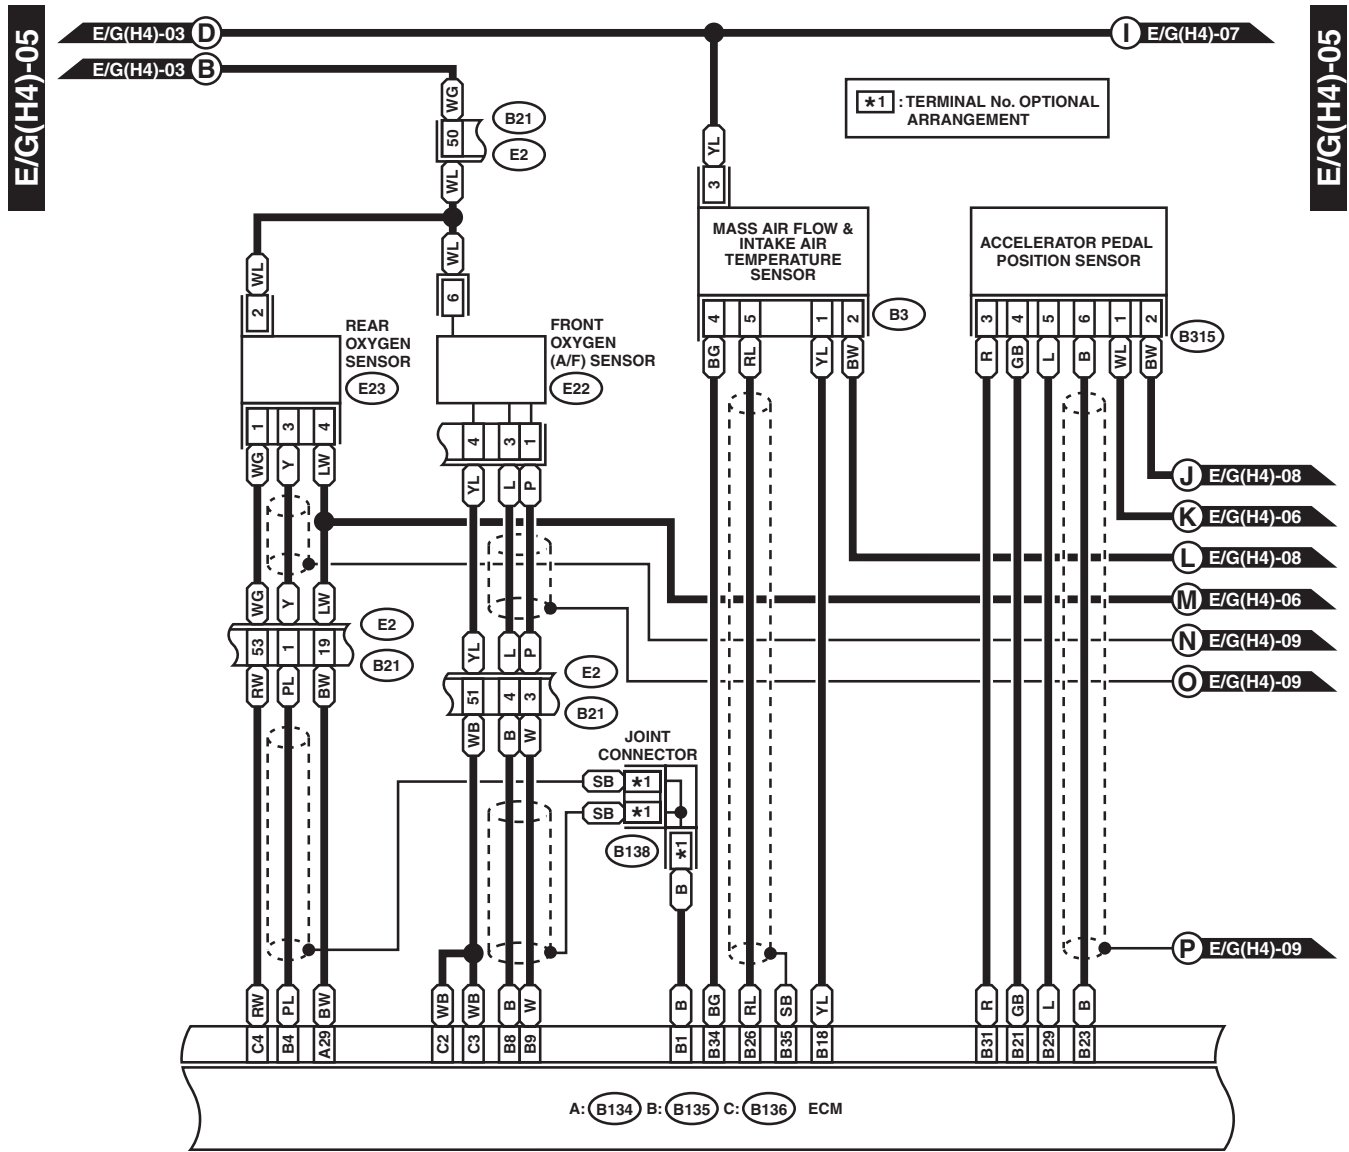 E/G(H4)-05
E/G(H4)-05
E/G(H4)-03 D
I E/G(H4)-07
E/G(H4)-03 B
*1 : TERMINAL No. OPTIONAL
ARRANGEMENT
WG
50
B21
E2
WL
WL
WL
2
6
YL
3
MASS AIR FLOW &
INTAKE AIR
TEMPERATURE
SENSOR
ACCELERATOR PEDAL
POSITION SENSOR
4 5 1 2
B3
3 4 5 6 1 2
B315
BG RL YL BW
R GB L B WL BW
REAR
OXYGEN
SENSOR
E23
FRONT
OXYGEN
(A/F) SENSOR
E22
1 3 4
4 3 1
WG Y LW
YL L P
J E/G(H4)-08
K E/G(H4)-06
L E/G(H4)-08
M E/G(H4)-06
N E/G(H4)-09
O E/G(H4)-09
WG Y LW
E2
53 1 19
B21
RW PL BW
YL L P
E2
51 4 3
B21
WB B W
JOINT
CONNECTOR
SB *1
SB *1
B138
*1
B
P E/G(H4)-09
RW PL BW WB WB B W B BG RL SB YL R GB L B
C4 B4 A29 C2 C3 B8 B9 B1 B34 B26 B35 B18 B31 B21 B29 B23
A: B134 B: B135 C: B136 ECM